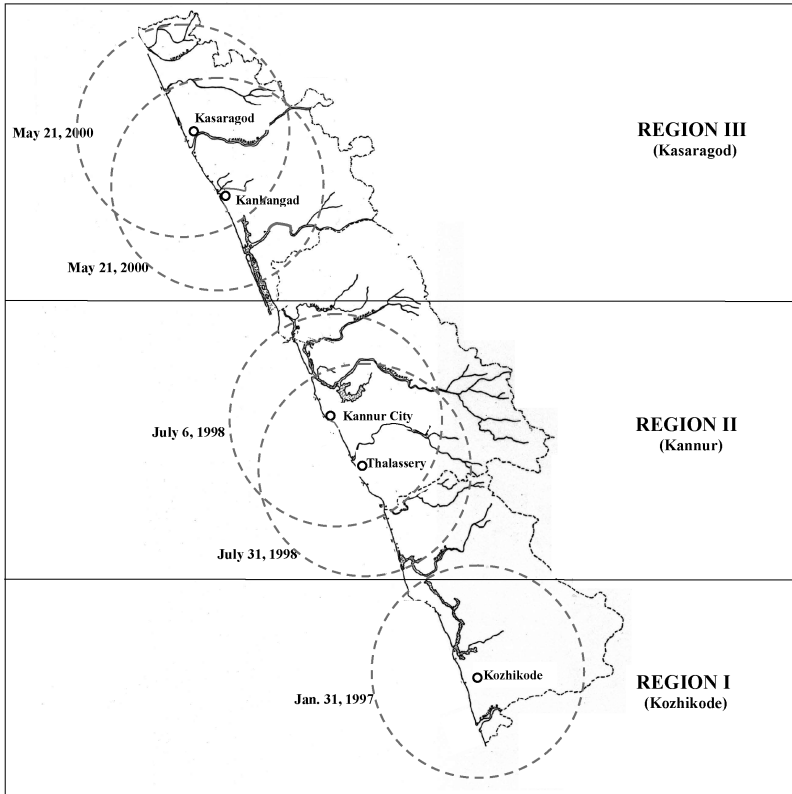 Kasaragod
May 21, 2000
REGION III
(Kasaragod)
Kanhangad
May 21, 2000
Kannur City
July 6, 1998
REGION II
(Kannur)
Thalassery
July 31, 1998
Kozhikode
Jan. 31, 1997
REGION I
(Kozhikode)